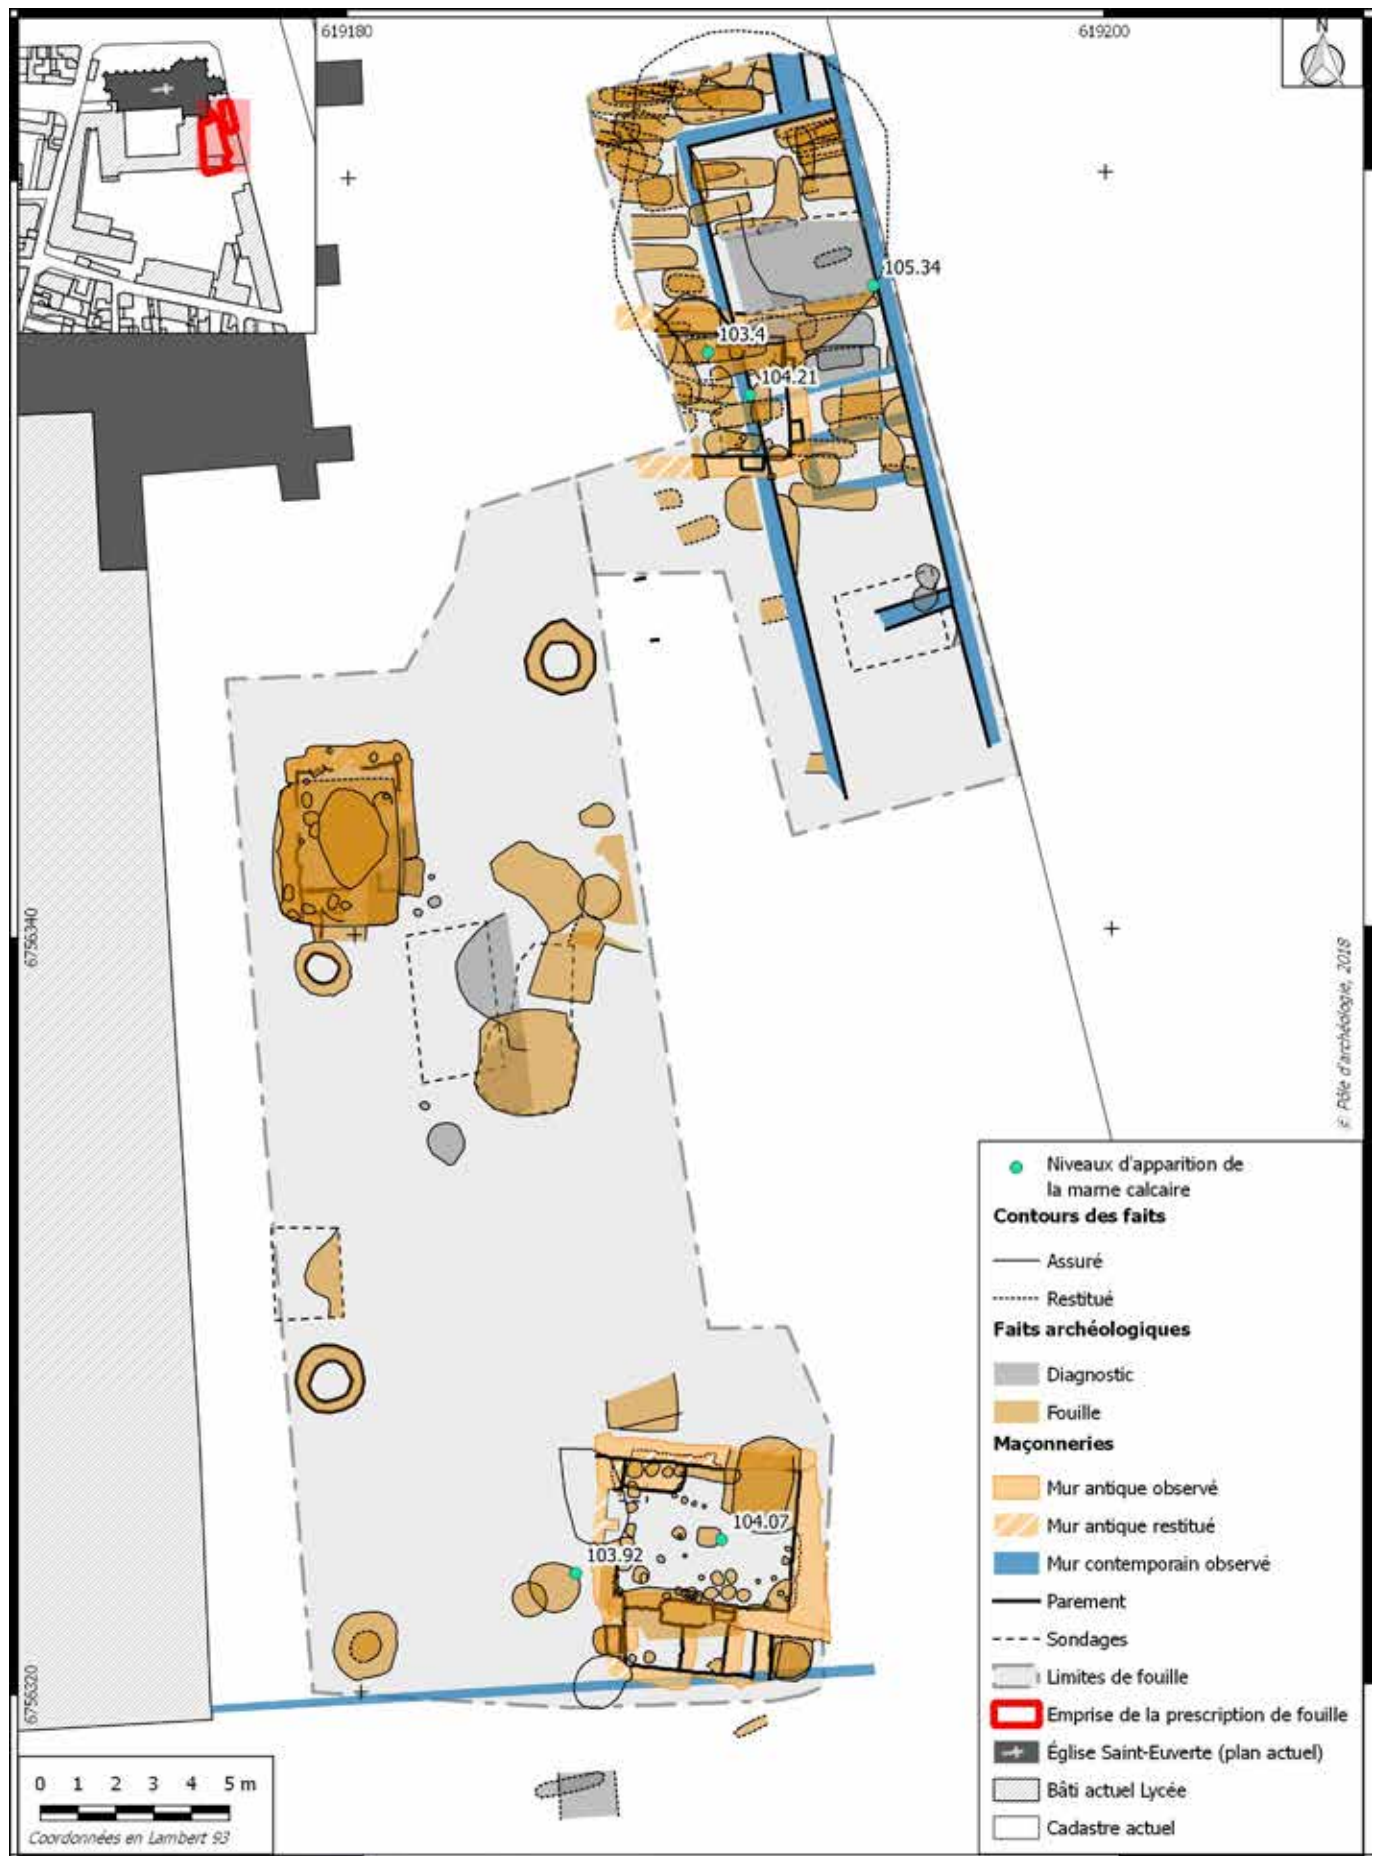 619180
619200
N
105.34
103.4
104.21
6756340
© Pôle d'archéologie, 2018
Niveaux d'apparition de
la marne calcaire
Contours des faits
Assuré
Restitué
Faits archéologiques
Diagnostic
Fouille
Maçonneries
Mur antique observé
Mur antique restitué
Mur contemporain observé
Parement
Sondages
Limites de fouille
Emprise de la prescription de fouille
Église Saint-Euverte (plan actuel)
Bâti actuel Lycée
Cadastre actuel
104.07
103.92
6756320
0 1 2 3 4 5 m
Coordonnées en Lambert 93